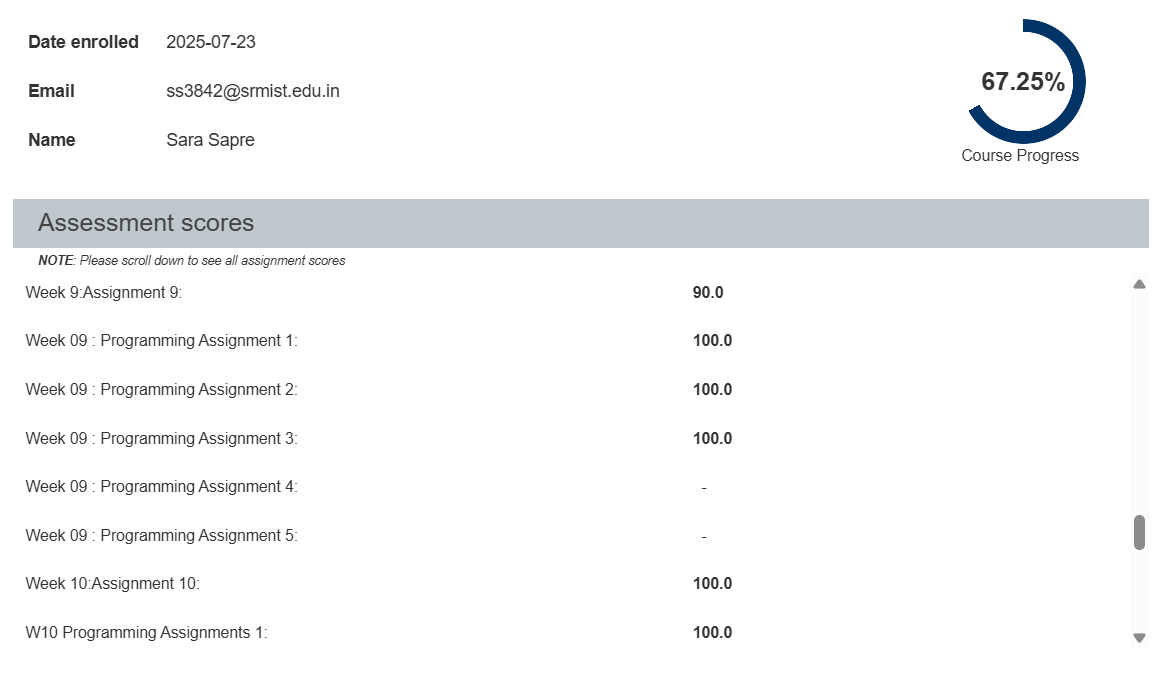 Date enrolled 2025-07-23
Email ss3842@srmist.edu.in
Name Sara Sapre
67.25%
Course Progress
Assessment scores
NOTE: Please scroll down to see all assignment scores
Week 9:Assignment 9: 90.0
Week 09 : Programming Assignment 1: 100.0
Week 09 : Programming Assignment 2: 100.0
Week 09 : Programming Assignment 3: 100.0
Week 09 : Programming Assignment 4: -
Week 09 : Programming Assignment 5: -
Week 10:Assignment 10: 100.0
W10 Programming Assignments 1: 100.0